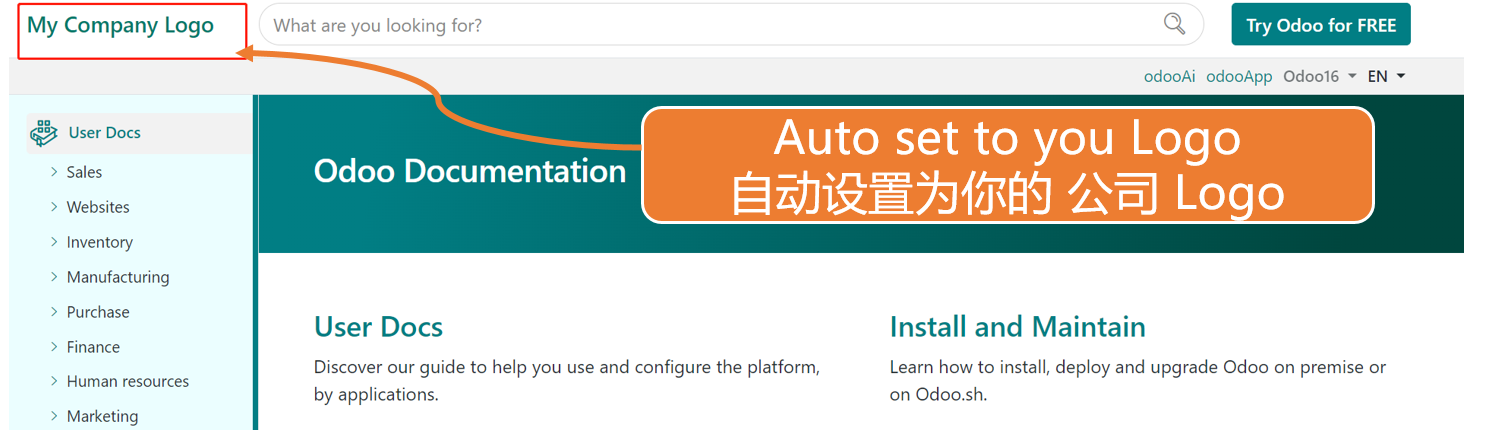 My Company Logo
What are you looking for?
Try Odoo for FREE
odooAi odooApp Odoo16 EN
User Docs
Sales
Websites
Inventory
Manufacturing
Purchase
Finance
Human resources
Marketing
Odoo Documentation
Auto set to you Logo
自动设置为你的 公司 Logo
User Docs
Discover our guide to help you use and configure the platform,
by applications.
Install and Maintain
Learn how to install, deploy and upgrade Odoo on premise or
on Odoo.sh.